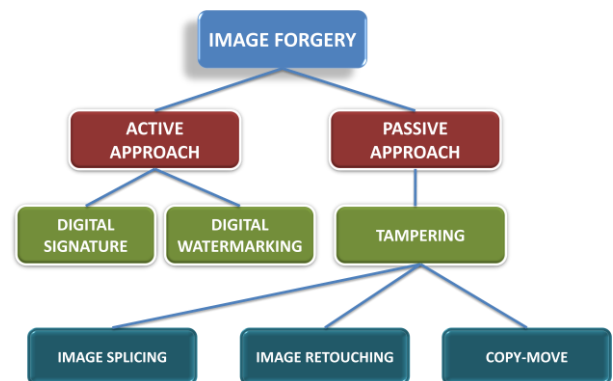 IMAGE FORGERY
ACTIVE
APPROACH
PASSIVE
APPROACH
DIGITAL
SIGNATURE
DIGITAL
WATERMARKING
TAMPERING
IMAGE SPLICING
IMAGE RETOUCHING
COPY-MOVE